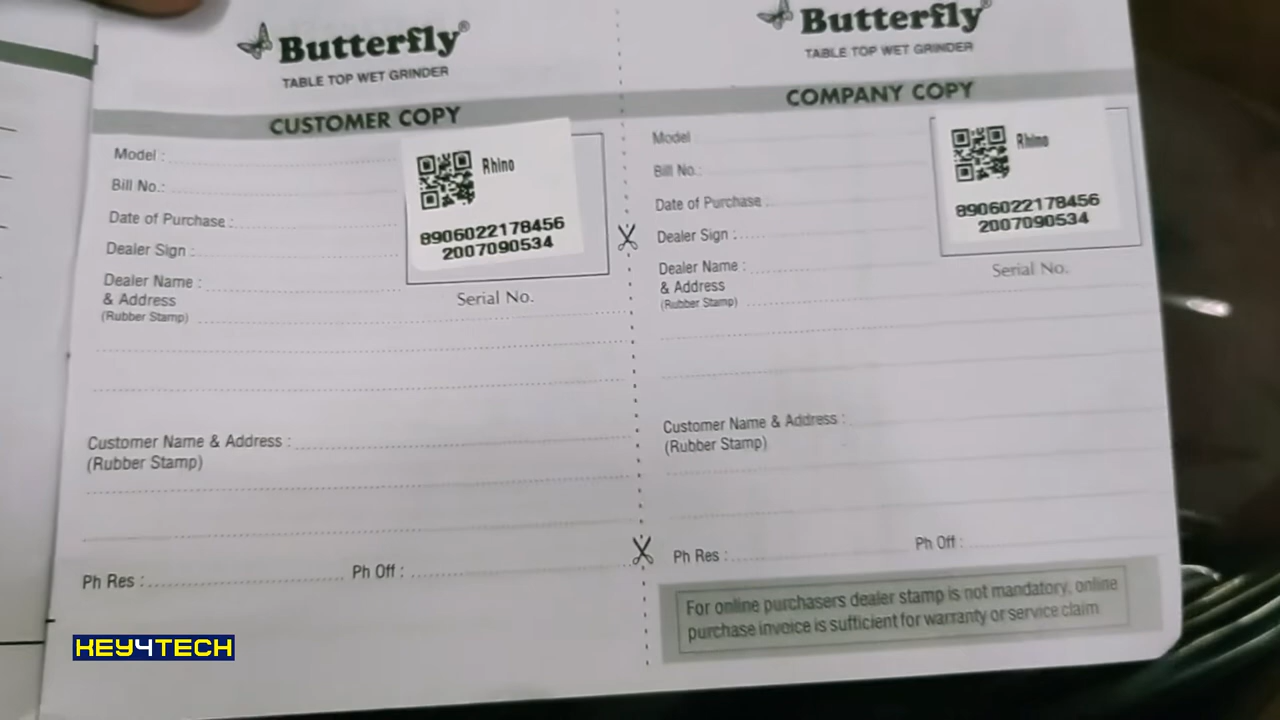 Butterfly®
TABLE TOP WET GRINDER
CUSTOMER COPY
Model :
Rhino
8906022178456
2007090534
Bill No.:
Date of Purchase :
Dealer Sign :
Dealer Name :
& Address
(Rubber Stamp)
Serial No.
Customer Name & Address :
(Rubber Stamp)
Ph Res :
Ph Off :
Butterfly®
TABLE TOP WET GRINDER
COMPANY COPY
Model
Rhino
8906022178456
2007090534
Bill No.:
Date of Purchase
Dealer Sign :
Dealer Name :
& Address
(Rubber Stamp)
Serial No.
Customer Name & Address :
(Rubber Stamp)
Ph Res :
Ph Off :
For online purchasers dealer stamp is not mandatory, online
purchase invoice is sufficient for warranty or service claim
KEY4TECH